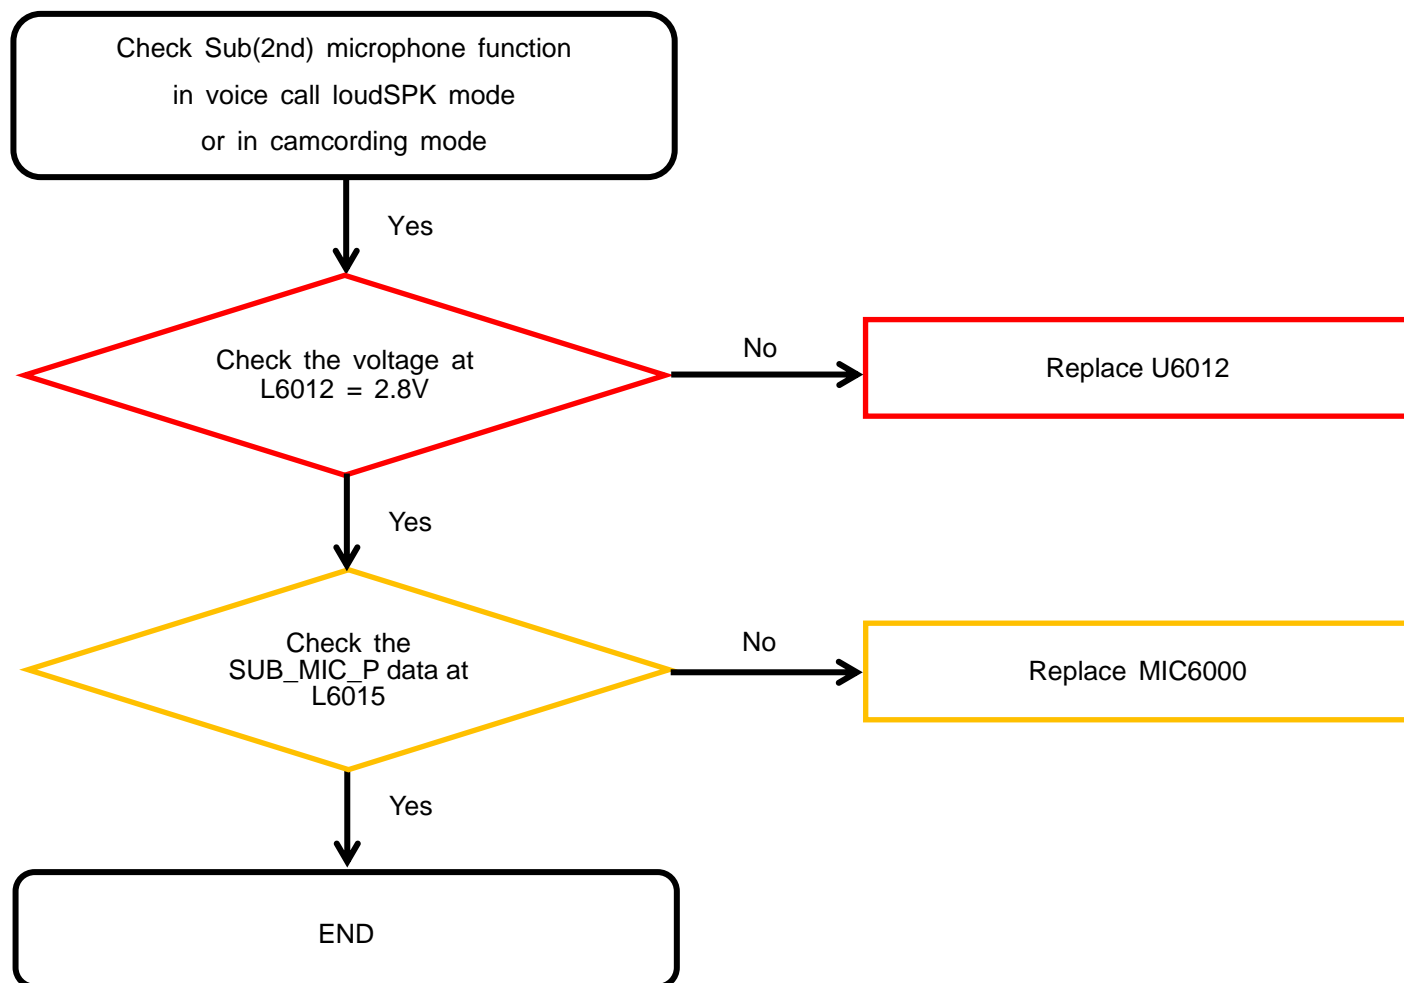 Check Sub(2nd) microphone function
in voice call loudSPK mode
or in camcording mode
Yes
Check the voltage at
L6012 = 2.8V
No
Replace U6012
Yes
Check the
SUB_MIC_P data at
L6015
No
Replace MIC6000
Yes
END